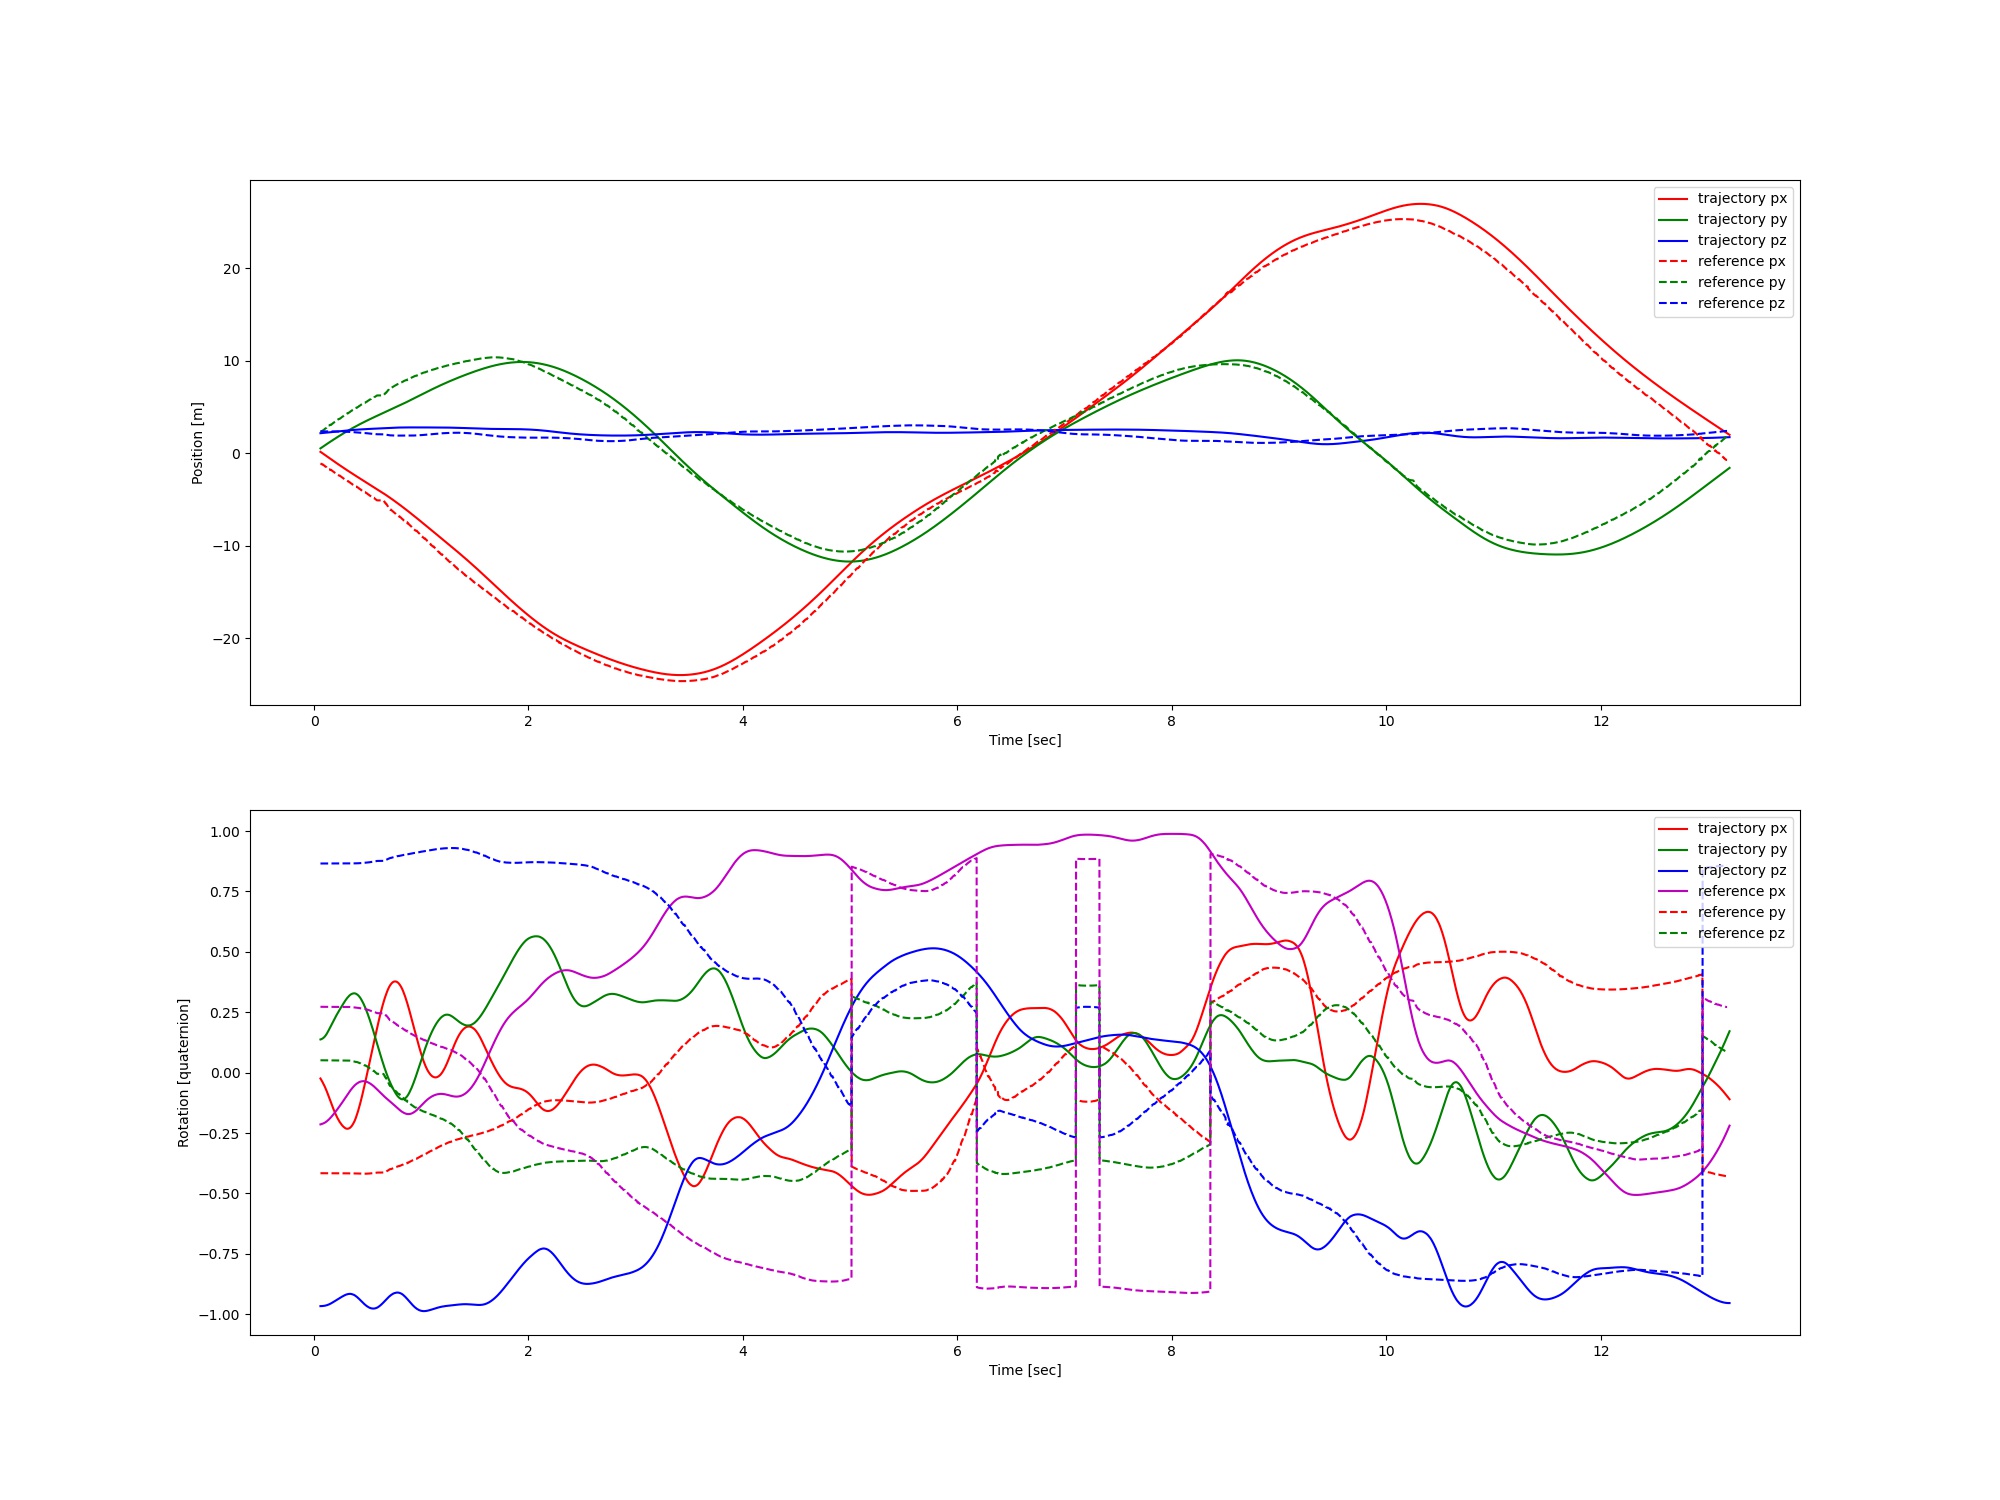 trajectory px
trajectory py
trajectory pz
reference px
reference py
reference pz
Position [m]
20
10
0
−10
−20
0 2 4 6 8 10 12
Time [sec]
trajectory px
trajectory py
trajectory pz
reference px
reference py
reference pz
Rotation [quaternion]
1.00
0.75
0.50
0.25
0.00
−0.25
−0.50
−0.75
−1.00
0 2 4 6 8 10 12
Time [sec]